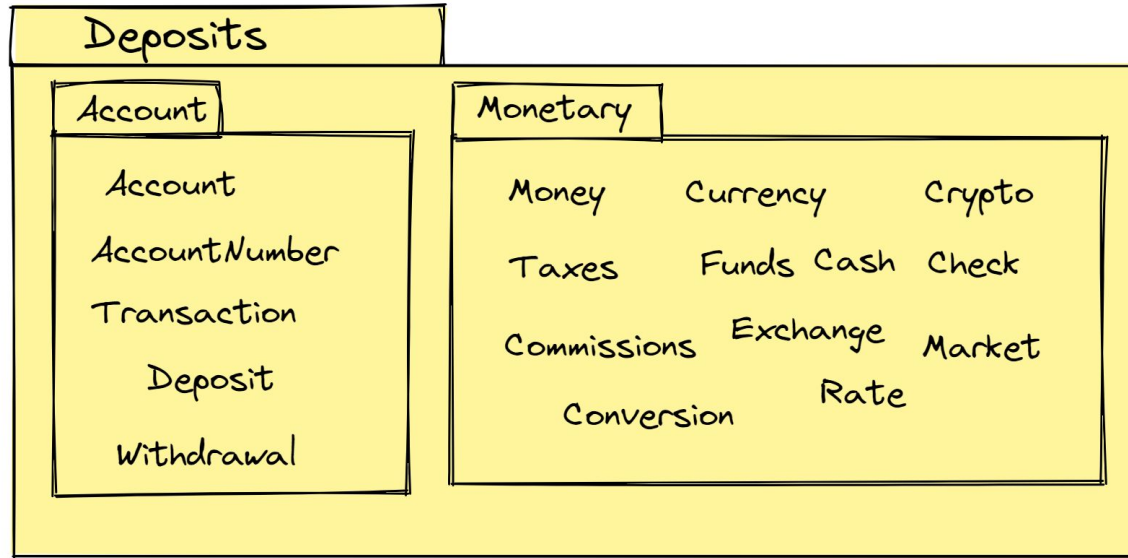 Deposits
Account
Account
AccountNumber
Transaction
Deposit
Withdrawal
Monetary
Money Currency Crypto
Taxes Funds Cash Check
Commissions Exchange Market
Conversion Rate